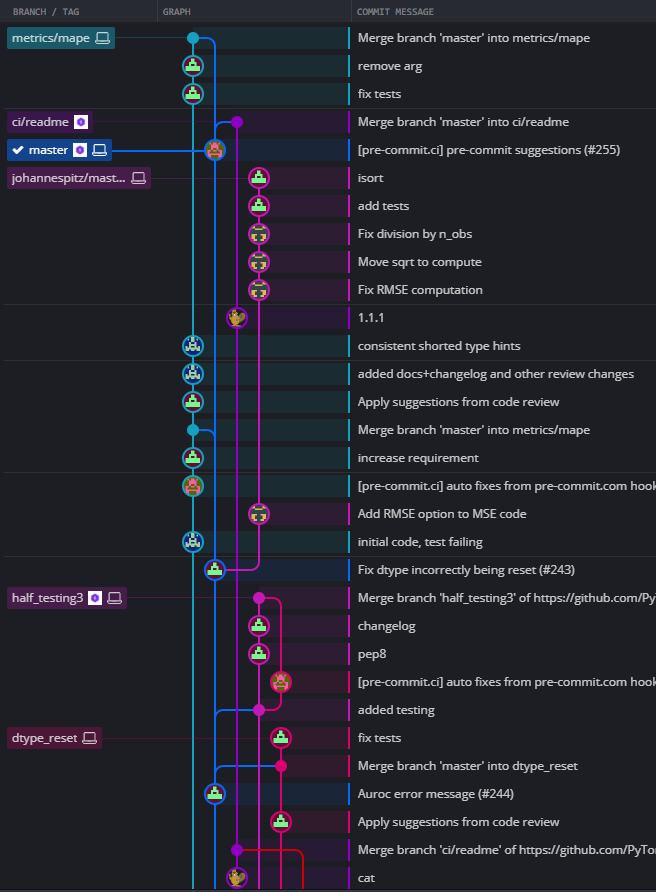 BRANCH / TAG GRAPH COMMIT MESSAGE
metrics/mape Merge branch 'master' into metrics/mape
remove arg
fix tests
ci/readme Merge branch 'master' into ci/readme
master [pre-commit.ci] pre-commit suggestions (#255)
johannespitz/mast... isort
add tests
Fix division by n_obs
Move sqrt to compute
Fix RMSE computation
1.1.1
consistent shorted type hints
added docs+changelog and other review changes
Apply suggestions from code review
Merge branch 'master' into metrics/mape
increase requirement
[pre-commit.ci] auto fixes from pre-commit.com hook
Add RMSE option to MSE code
initial code, test failing
Fix dtype incorrectly being reset (#243)
half_testing3 Merge branch 'half_testing3' of https://github.com/Py
changelog
pep8
[pre-commit.ci] auto fixes from pre-commit.com hook
added testing
dtype_reset fix tests
Merge branch 'master' into dtype_reset
Auroc error message (#244)
Apply suggestions from code review
Merge branch 'ci/readme' of https://github.com/PyTo
cat